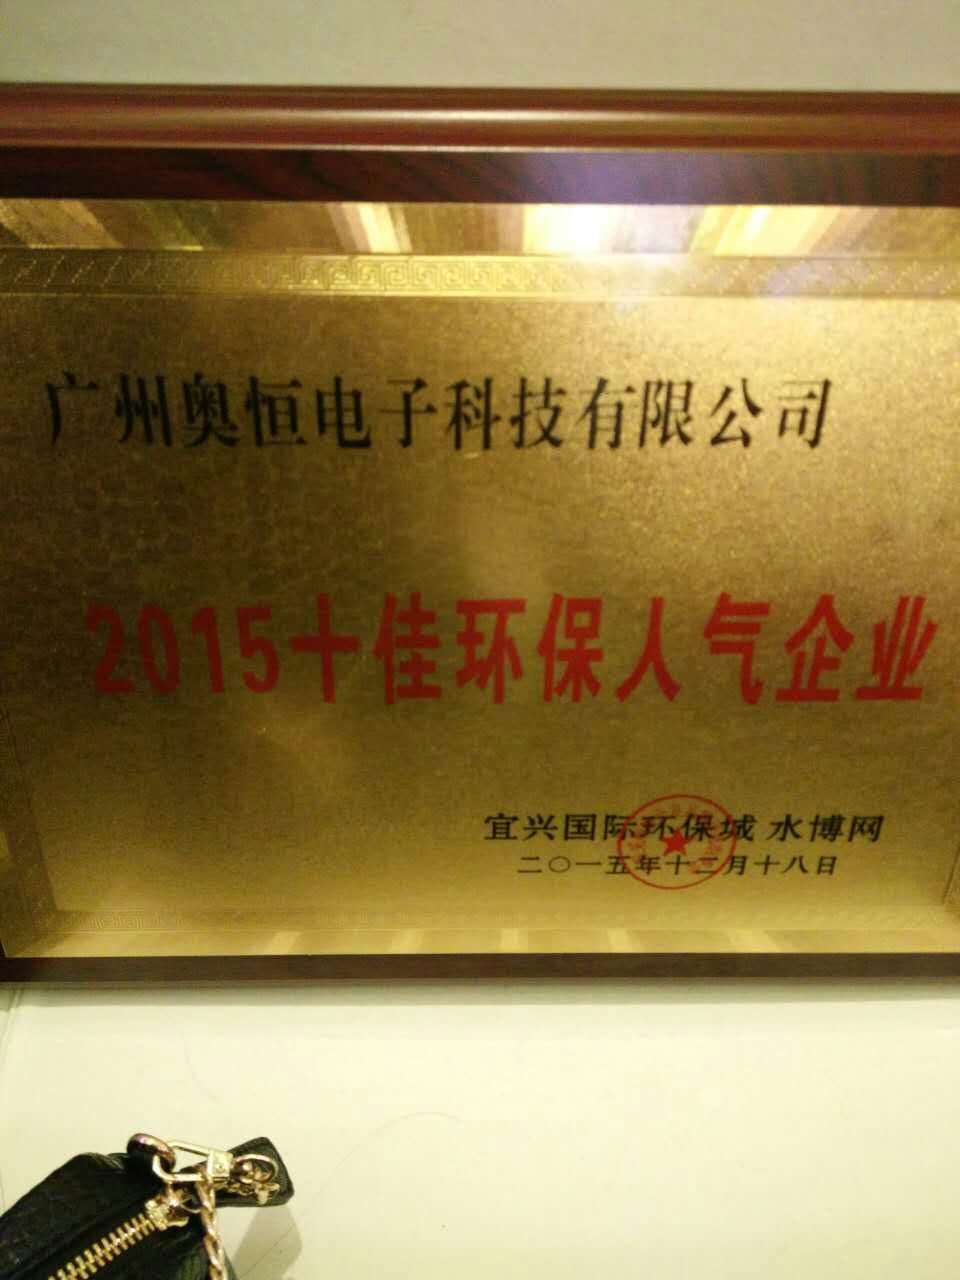 广州奥恒电子科技有限公司
2015十佳环保人气企业
宜兴国际环保城 水博网
二〇一五年十二月十八日